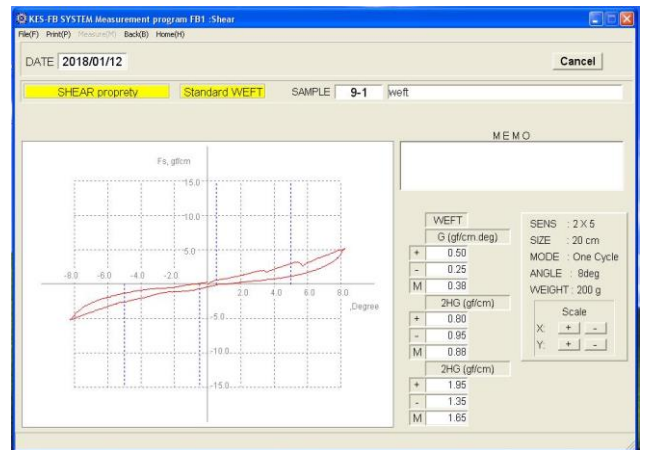 KES-FB SYSTEM Measurement program FB1 :Shear
File(F) Print(P) Measure(M) Back(B) Home(H)
DATE 2018/01/12 Cancel
SHEAR proprety Standard WEFT SAMPLE 9-1 weft
MEMO
Fs, gf/cm
15.0
10.0
5.0
-8.0 -6.0 -4.0 -2.0
2.0 4.0 6.0 8.0
,Degree
-5.0
-10.0
-15.0
WEFT
G (gf/cm.deg)
+ 0.50
- 0.25
M 0.38
2HG (gf/cm)
+ 0.80
- 0.95
M 0.88
2HG (gf/cm)
+ 1.95
- 1.35
M 1.65
SENS : 2 X 5
SIZE : 20 cm
MODE : One Cycle
ANGLE : 8deg
WEIGHT : 200 g
Scale
X: + -
Y: + -